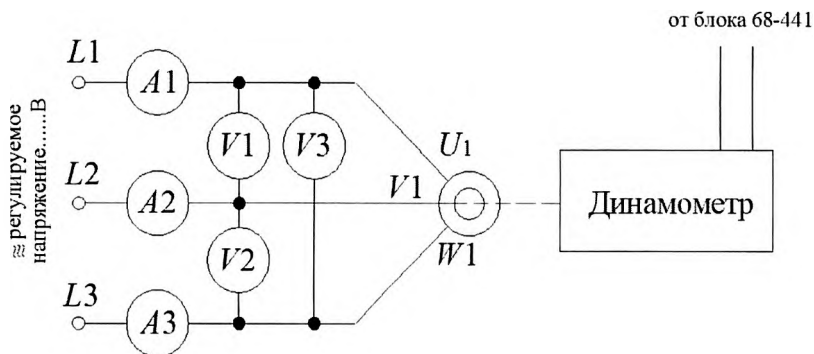 от блока 68-441
L1
A1
V1
V3
U1
≋ регулируемое
напряжение......В
L2
A2
V1
Динамометр
V2
W1
L3
A3